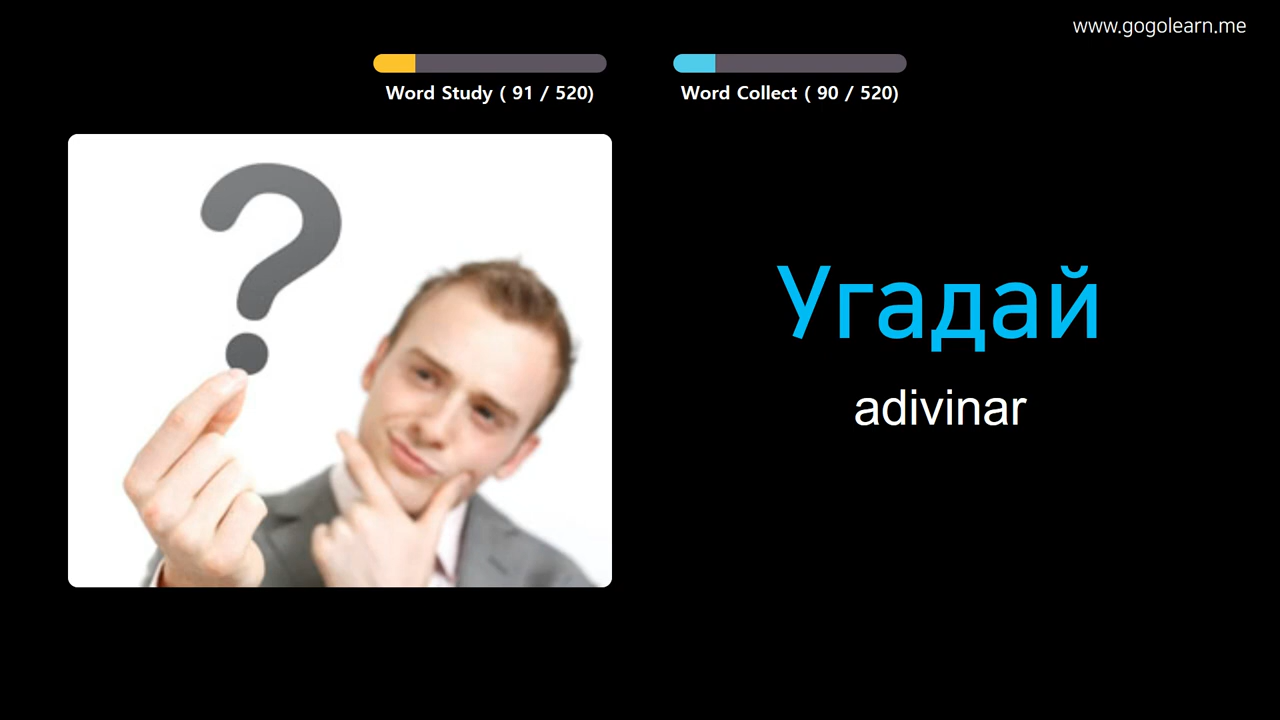 www.gogolearn.me
Word Study ( 91 / 520)
Word Collect ( 90 / 520)
?
Угадай
adivinar